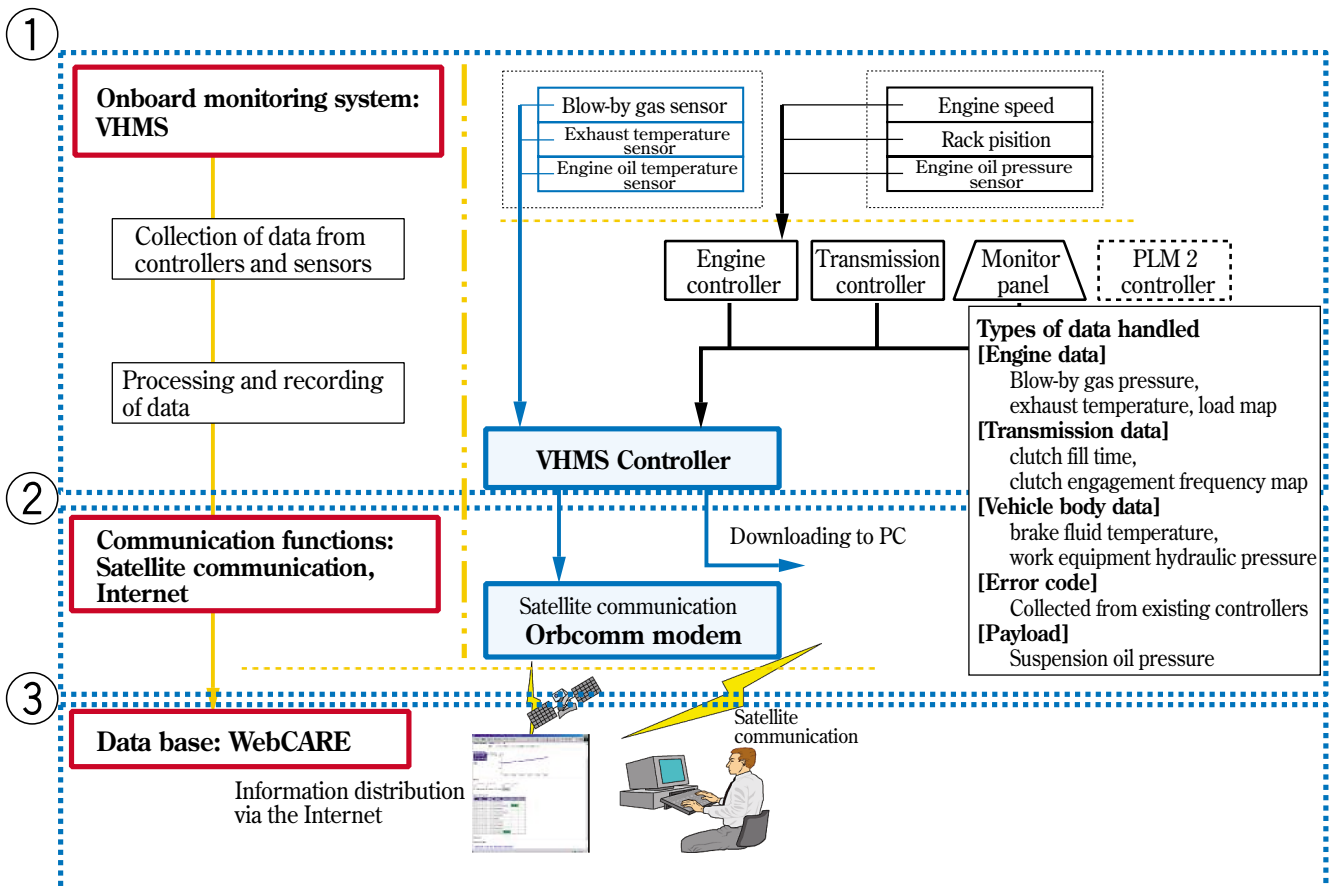 ①
Onboard monitoring system:
VHMS
Collection of data from
controllers and sensors
Processing and recording
of data
Blow-by gas sensor
Exhaust temperature
sensor
Engine oil temperature
sensor
Engine speed
Rack pisition
Engine oil pressure
sensor
Engine
controller
Transmission
controller
Monitor
panel
PLM 2
controller
VHMS Controller
Types of data handled
[Engine data]
Blow-by gas pressure,
exhaust temperature, load map
[Transmission data]
clutch fill time,
clutch engagement frequency map
[Vehicle body data]
brake fluid temperature,
work equipment hydraulic pressure
[Error code]
Collected from existing controllers
[Payload]
Suspension oil pressure
②
Communication functions:
Satellite communication,
Internet
Downloading to PC
Satellite communication
Orbcomm modem
③
Data base: WebCARE
Information distribution
via the Internet
Satellite
communication